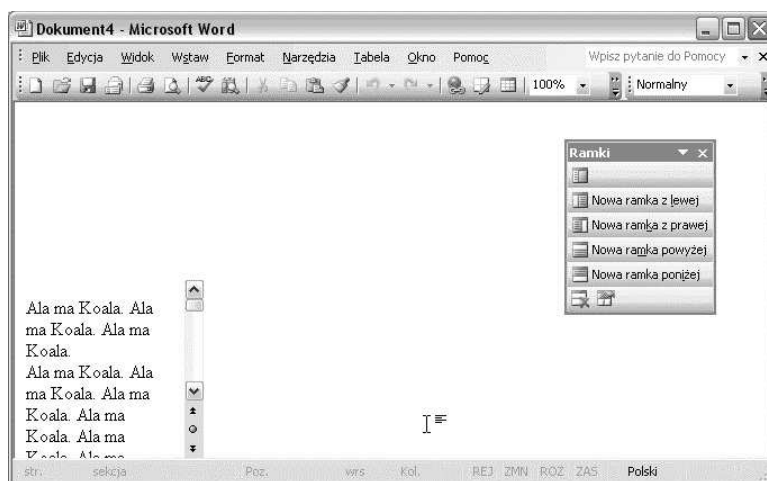 Dokument4 - Microsoft Word
Plik Edycja Widok Wstaw Format Narzędzia Tabela Okno Pomoc Wpisz pytanie do Pomocy
100% Normalny
Ramki
Nowa ramka z lewej
Nowa ramka z prawej
Nowa ramka powyżej
Nowa ramka poniżej
Ala ma Koala. Ala
ma Koala. Ala ma
Koala.
Ala ma Koala. Ala
ma Koala. Ala ma
Koala. Ala ma
Koala. Ala ma
Koala. Ala ma
str. sekcja Poz. wrs Kol. REJ ZMN ROZ ZAS Polski